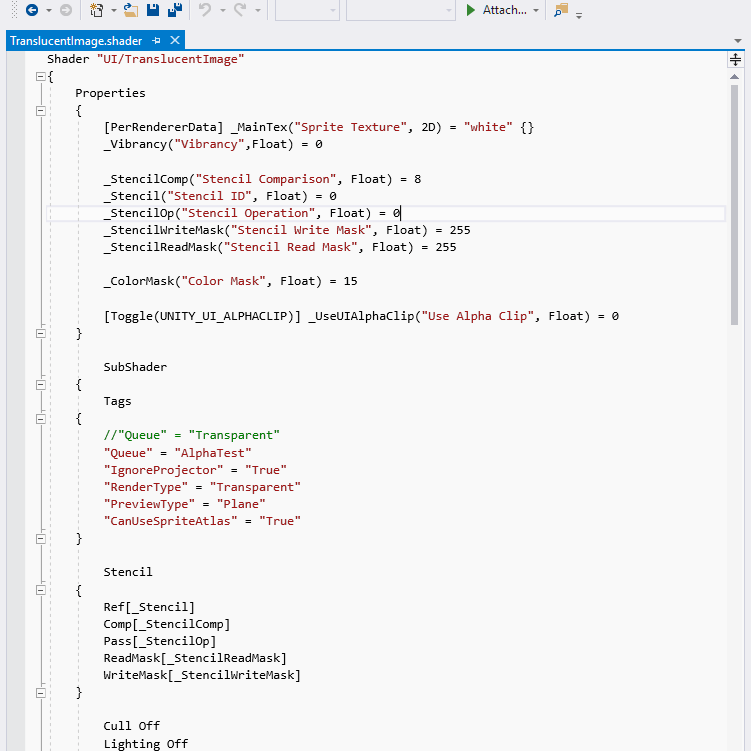 Attach...
TranslucentImage.shader
Shader "UI/TranslucentImage"
{
Properties
{
[PerRendererData] _MainTex("Sprite Texture", 2D) = "white" {}
_Vibrancy("Vibrancy",Float) = 0
_StencilComp("Stencil Comparison", Float) = 8
_Stencil("Stencil ID", Float) = 0
_StencilOp("Stencil Operation", Float) = 0
_StencilWriteMask("Stencil Write Mask", Float) = 255
_StencilReadMask("Stencil Read Mask", Float) = 255
_ColorMask("Color Mask", Float) = 15
[Toggle(UNITY_UI_ALPHACLIP)] _UseUIAlphaClip("Use Alpha Clip", Float) = 0
}
SubShader
{
Tags
{
//"Queue" = "Transparent"
"Queue" = "AlphaTest"
"IgnoreProjector" = "True"
"RenderType" = "Transparent"
"PreviewType" = "Plane"
"CanUseSpriteAtlas" = "True"
}
Stencil
{
Ref[_Stencil]
Comp[_StencilComp]
Pass[_StencilOp]
ReadMask[_StencilReadMask]
WriteMask[_StencilWriteMask]
}
Cull Off
Lighting Off